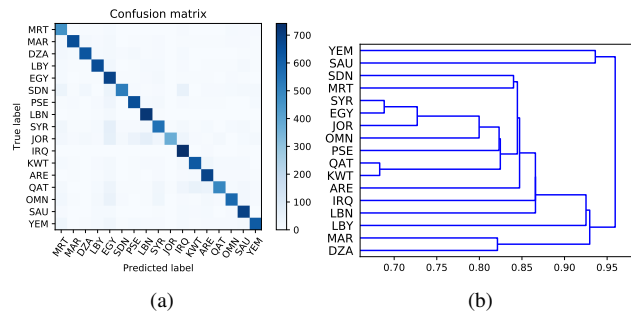 Confusion matrix
MRT
MAR
DZA
LBY
EGY
SDN
PSE
LBN
SYR
JOR
IRQ
KWT
ARE
QAT
OMN
SAU
YEM
True label
MRT MAR DZA LBY EGY SDN PSE LBN SYR JOR IRQ KWT ARE QAT OMN SAU YEM
Predicted label
700
600
500
400
300
200
100
0
(a)
YEM
SAU
SDN
MRT
SYR
EGY
JOR
OMN
PSE
QAT
KWT
ARE
IRQ
LBN
LBY
MAR
DZA
0.70 0.75 0.80 0.85 0.90 0.95
(b)